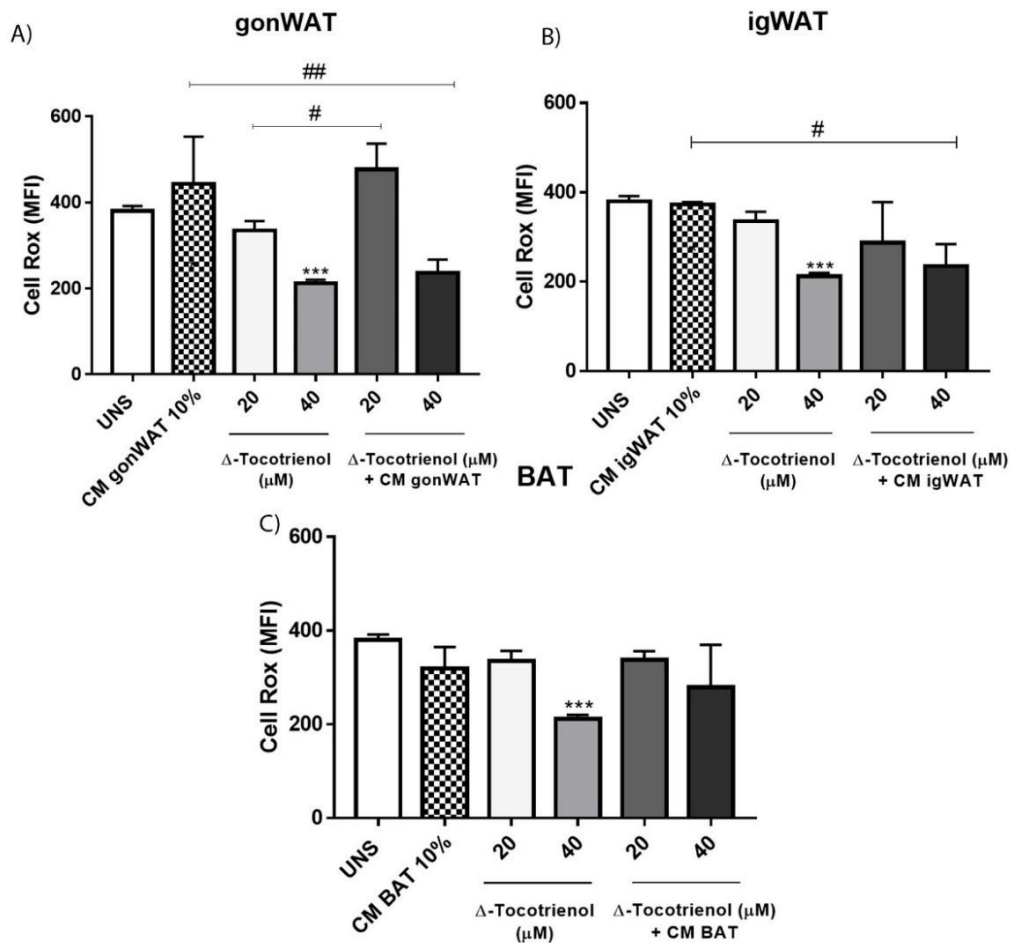 A)
gonWAT
##
#
600
400
200
0
Cell Rox (MFI)
***
UNS
CM gonWAT 10%
20
40
20
40
Δ-Tocotrienol
(μM)
Δ-Tocotrienol (μM)
+ CM gonWAT
B)
igWAT
#
600
400
200
0
Cell Rox (MFI)
***
UNS
CM igWAT 10%
20
40
20
40
Δ-Tocotrienol
(μM)
Δ-Tocotrienol (μM)
+ CM igWAT
BAT
C)
600
400
200
0
Cell Rox (MFI)
***
UNS
CM BAT 10%
20
40
20
40
Δ-Tocotrienol
(μM)
Δ-Tocotrienol (μM)
+ CM BAT